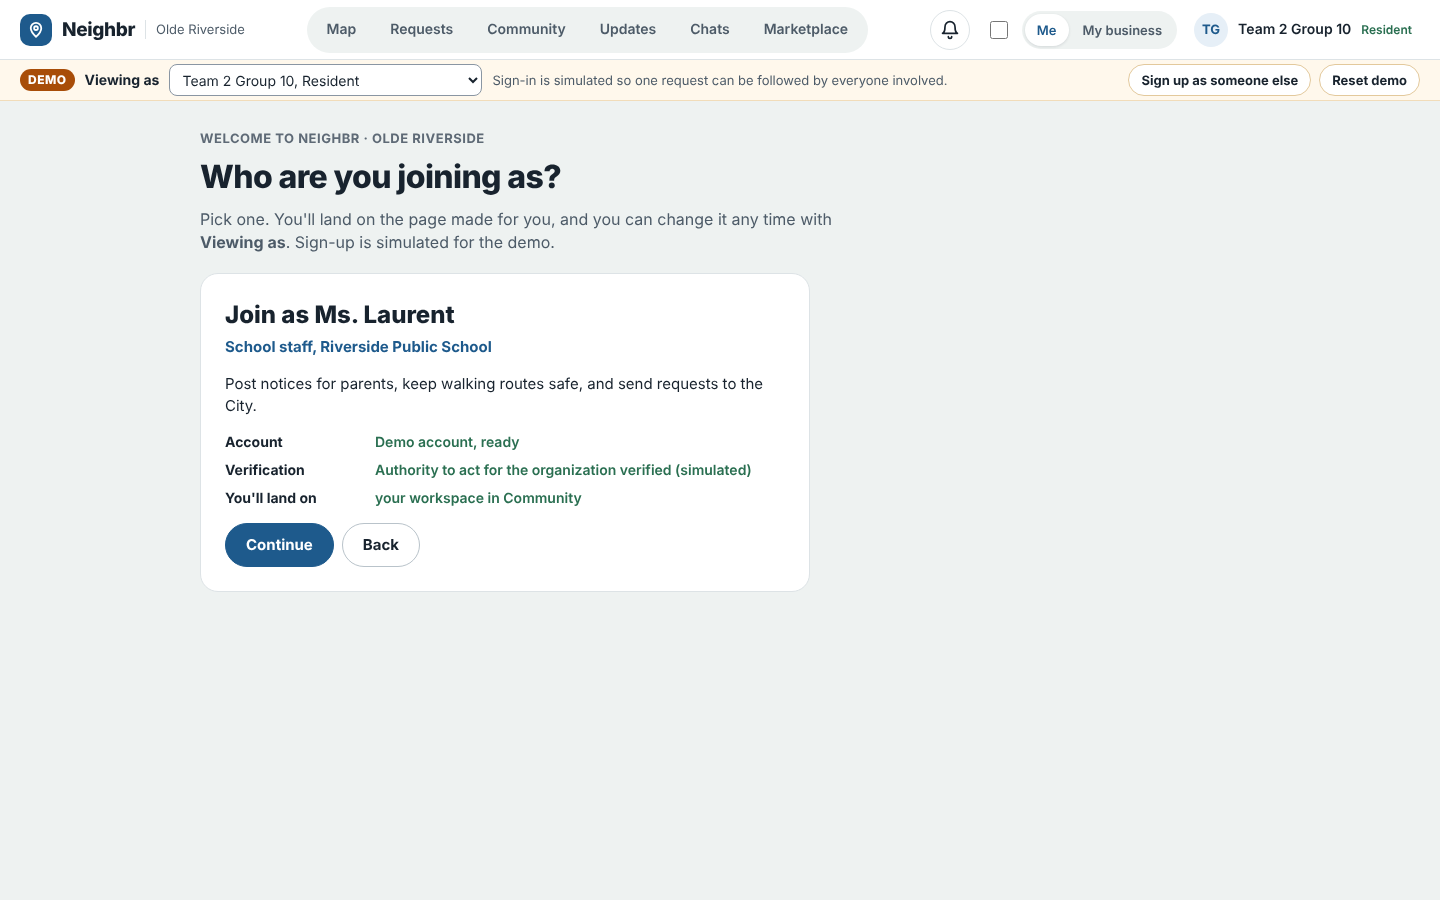 Neighbr
Olde Riverside
Map
Requests
Community
Updates
Chats
Marketplace
Me
My business
TG
Team 2 Group 10
Resident
DEMO
Viewing as
Team 2 Group 10, Resident
Sign-in is simulated so one request can be followed by everyone involved.
Sign up as someone else
Reset demo
WELCOME TO NEIGHBR · OLDE RIVERSIDE
Who are you joining as?
Pick one. You'll land on the page made for you, and you can change it any time with
Viewing as. Sign-up is simulated for the demo.
Join as Ms. Laurent
School staff, Riverside Public School
Post notices for parents, keep walking routes safe, and send requests to the
City.
Account Demo account, ready
Verification Authority to act for the organization verified (simulated)
You'll land on your workspace in Community
Continue
Back